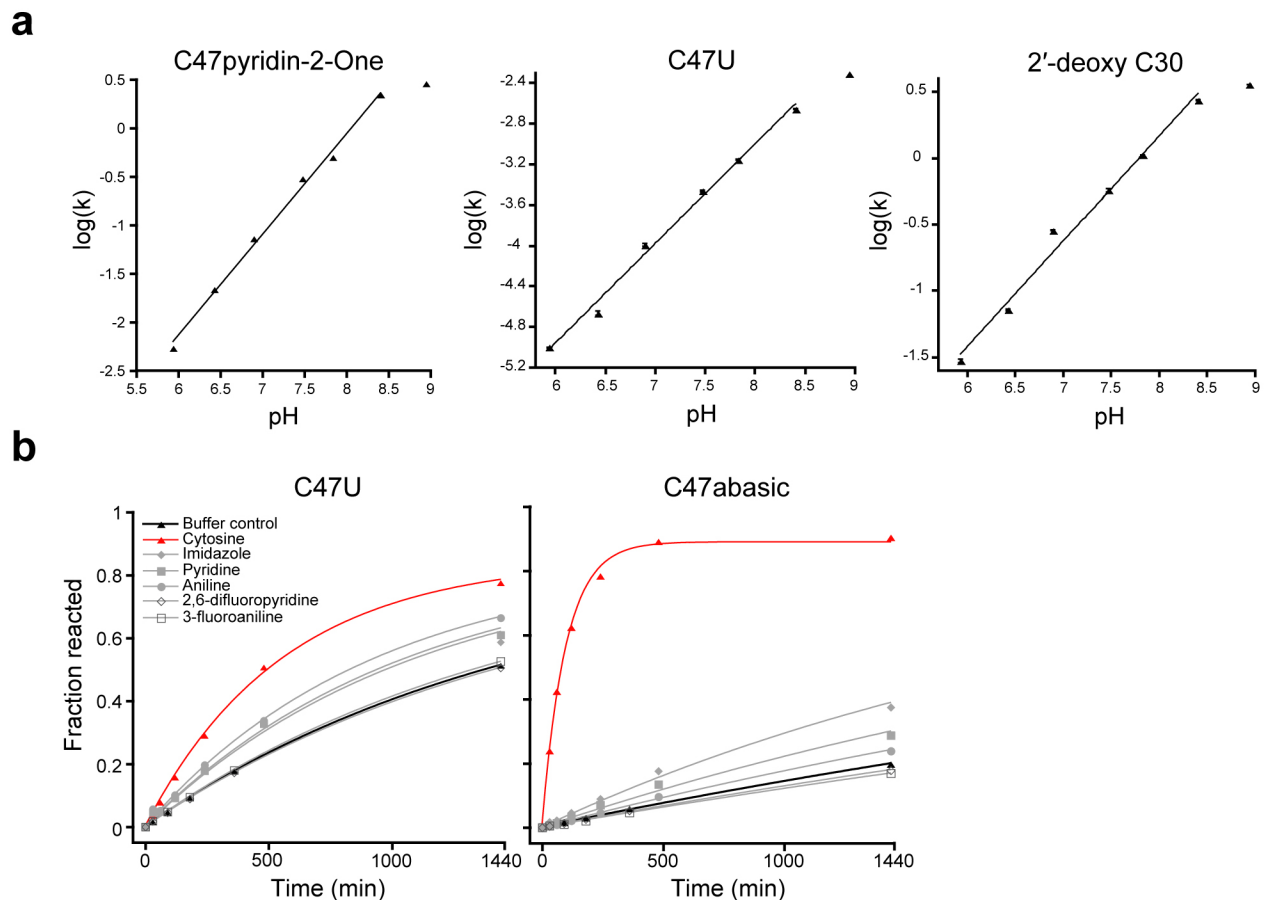 a
C47pyridin-2-One
C47U
2′-deoxy C30
0.5
0
-0.5
-1
-1.5
-2
-2.5
log(k)
5.5 6 6.5 7 7.5 8 8.5 9
pH
-2.4
-2.8
-3.2
-3.6
-4
-4.4
-4.8
-5.2
log(k)
6 6.5 7 7.5 8 8.5 9
pH
0.5
0
-0.5
-1
-1.5
log(k)
6 6.5 7 7.5 8 8.5 9
pH
b
C47U
C47abasic
Buffer control
Cytosine
Imidazole
Pyridine
Aniline
2,6-difluoropyridine
3-fluoroaniline
1
0.8
0.6
0.4
0.2
0
Fraction reacted
0 500 1000 1440
Time (min)
0 500 1000 1440
Time (min)